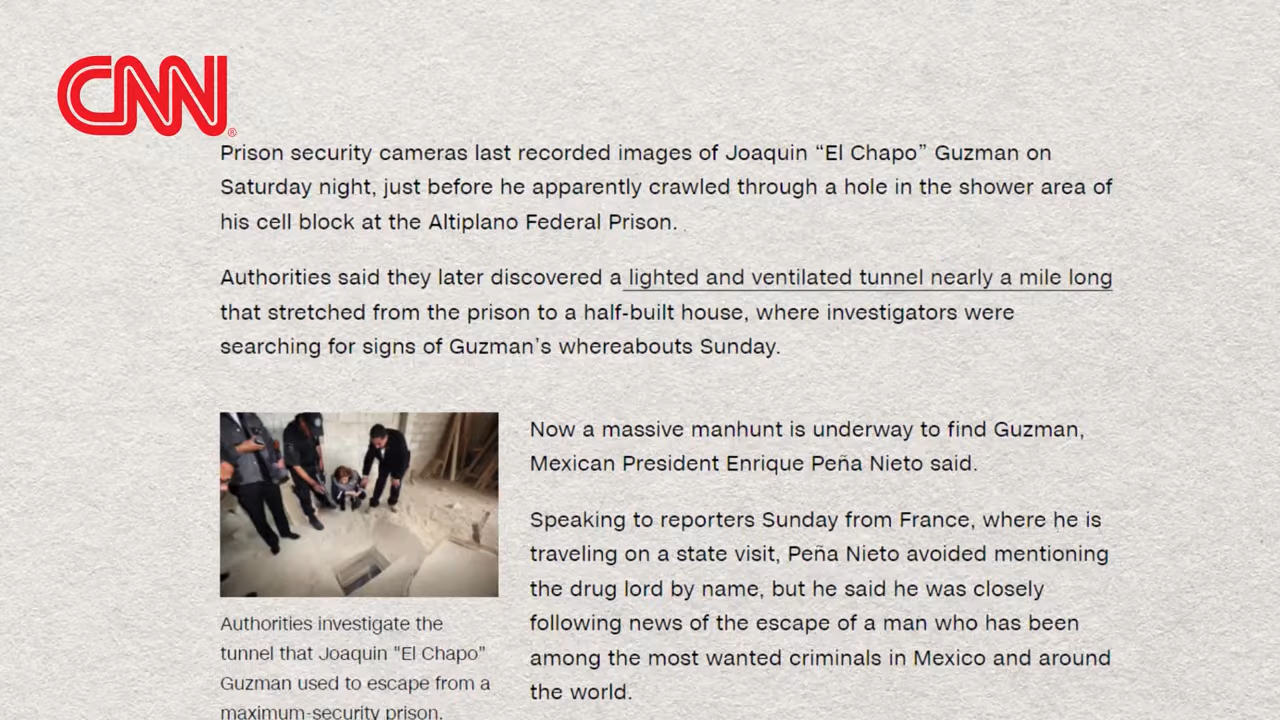 CNN®
Prison security cameras last recorded images of Joaquin “El Chapo” Guzman on
Saturday night, just before he apparently crawled through a hole in the shower area of
his cell block at the Altiplano Federal Prison.
Authorities said they later discovered a lighted and ventilated tunnel nearly a mile long
that stretched from the prison to a half-built house, where investigators were
searching for signs of Guzman’s whereabouts Sunday.
Now a massive manhunt is underway to find Guzman,
Mexican President Enrique Peña Nieto said.
Speaking to reporters Sunday from France, where he is
traveling on a state visit, Peña Nieto avoided mentioning
the drug lord by name, but he said he was closely
following news of the escape of a man who has been
among the most wanted criminals in Mexico and around
the world.
Authorities investigate the
tunnel that Joaquin "El Chapo"
Guzman used to escape from a
maximum-security prison.